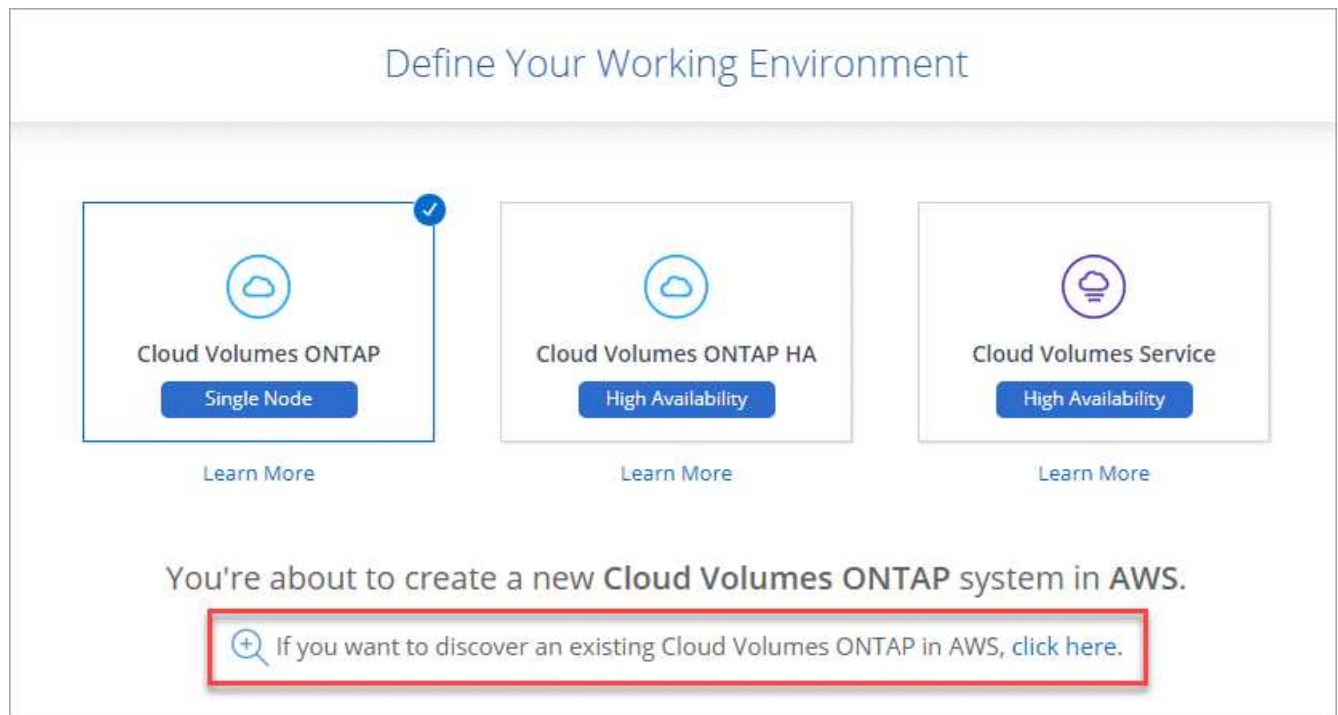 Define Your Working Environment
Cloud Volumes ONTAP
Single Node
Learn More
Cloud Volumes ONTAP HA
High Availability
Learn More
Cloud Volumes Service
High Availability
Learn More
You're about to create a new Cloud Volumes ONTAP system in AWS.
If you want to discover an existing Cloud Volumes ONTAP in AWS, click here.